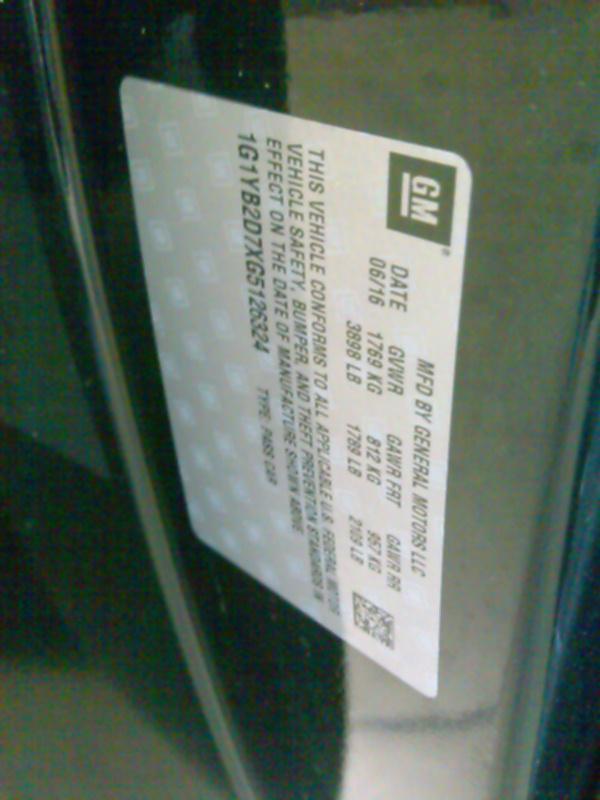 GM®
MFD BY GENERAL MOTORS LLC
DATE GVWR GAWR FRT GAWR RR
06/16 1769 KG 812 KG 957 KG
3898 LB 1789 LB 2109 LB
THIS VEHICLE CONFORMS TO ALL APPLICABLE U.S. FEDERAL MOTOR
VEHICLE SAFETY, BUMPER, AND THEFT PREVENTION STANDARDS IN
EFFECT ON THE DATE OF MANUFACTURE SHOWN ABOVE.
1G1YB2D7XG5126324 TYPE: PASS CAR